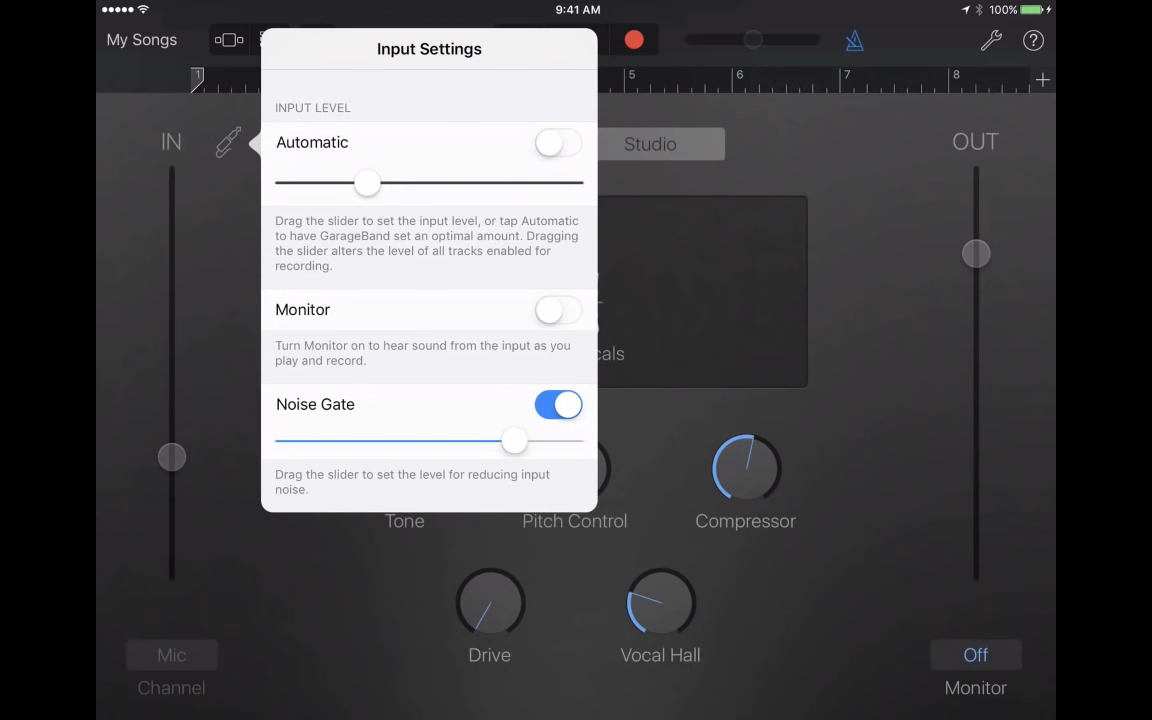 9:41 AM
100%
My Songs
Input Settings
1
5
6
7
8
INPUT LEVEL
IN
Automatic
Studio
OUT
Drag the slider to set the input level, or tap Automatic
to have GarageBand set an optimal amount. Dragging
the slider alters the level of all tracks enabled for
recording.
Monitor
Turn Monitor on to hear sound from the input as you
play and record.
cals
Noise Gate
Drag the slider to set the level for reducing input
noise.
Tone
Pitch Control
Compressor
Drive
Vocal Hall
Mic
Channel
Off
Monitor